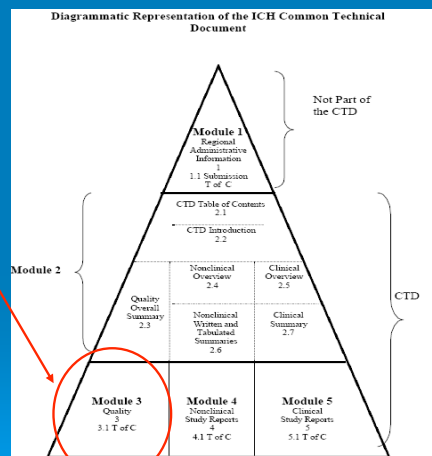 Diagrammatic Representation of the ICH Common Technical
Document
Not Part of
the CTD
Module 1
Regional
Administrative
Information
1
1.1 Submission
T of C
CTD Table of Contents
2.1
CTD Introduction
2.2
Module 2
Nonclinical
Overview
2.4
Clinical
Overview
2.5
CTD
Quality
Overall
Summary
2.3
Nonclinical
Written and
Tabulated
Summaries
2.6
Clinical
Summary
2.7
Module 3
Quality
3
3.1 T of C
Module 4
Nonclinical
Study Reports
4
4.1 T of C
Module 5
Clinical
Study Reports
5
5.1 T of C